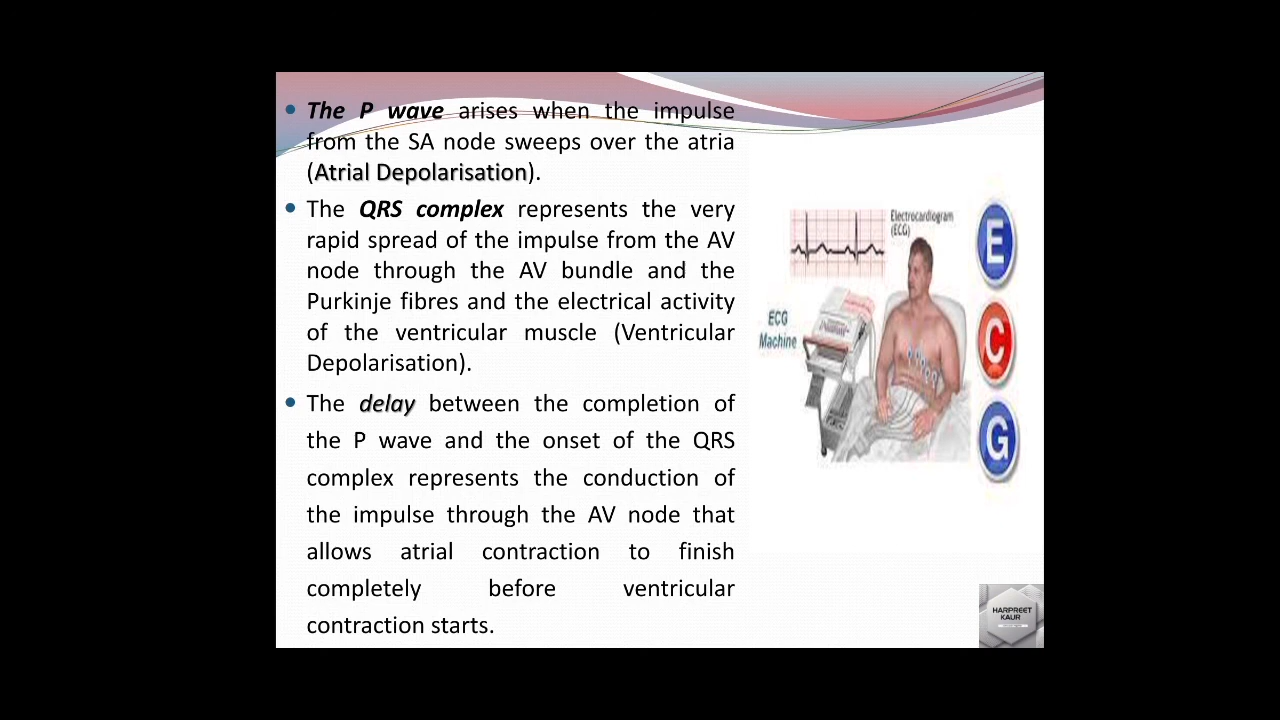 • The P wave arises when the impulse
from the SA node sweeps over the atria
(Atrial Depolarisation).
• The QRS complex represents the very
rapid spread of the impulse from the AV
node through the AV bundle and the
Purkinje fibres and the electrical activity
of the ventricular muscle (Ventricular
Depolarisation).
• The delay between the completion of
the P wave and the onset of the QRS
complex represents the conduction of
the impulse through the AV node that
allows atrial contraction to finish
completely before ventricular
contraction starts.
Electrocardiogram
(ECG)
ECG
Machine
E
C
G
HARPREET
KAUR